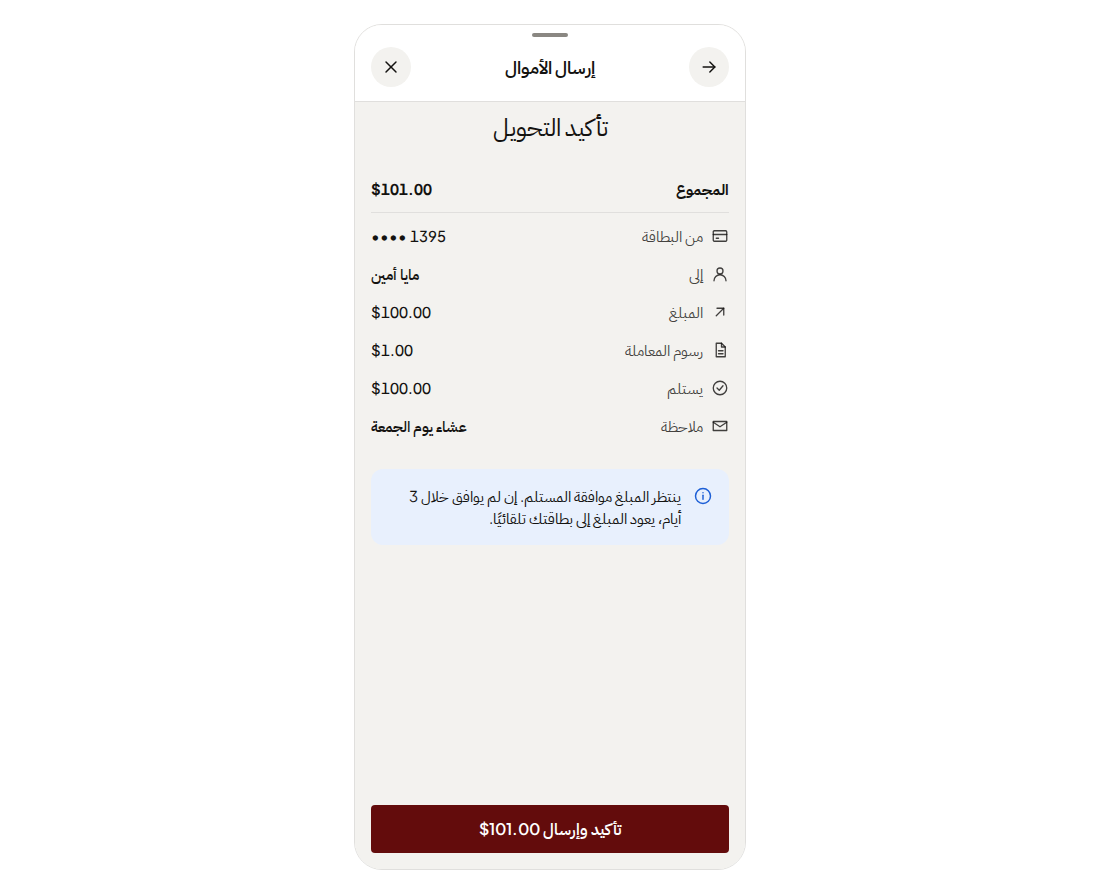 إرسال الأموال
تأكيد التحويل
المجموع $101.00
من البطاقة •••• 1395
إلى مايا أمين
المبلغ $100.00
رسوم المعاملة $1.00
يستلم $100.00
ملاحظة عشاء يوم الجمعة
ينتظر المبلغ موافقة المستلم. إن لم يوافق خلال 3
أيام، يعود المبلغ إلى بطاقتك تلقائيًا.
تأكيد وإرسال $101.00